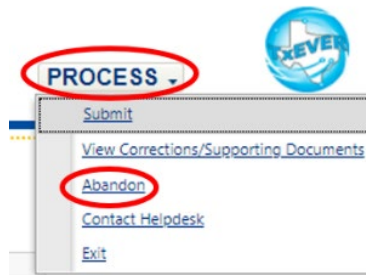 TxEVER
PROCESS
Submit
View Corrections/Supporting Documents
Abandon
Contact Helpdesk
Exit